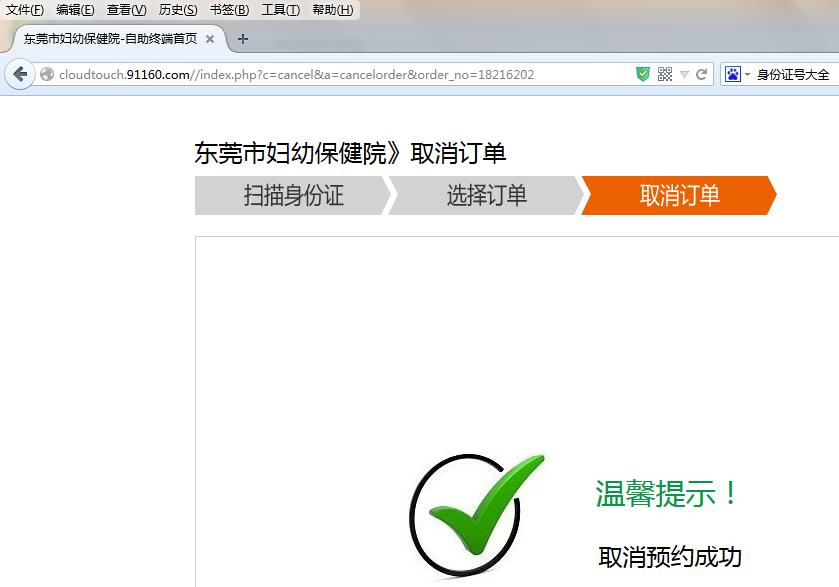 文件(F) 编辑(E) 查看(V) 历史(S) 书签(B) 工具(T) 帮助(H)
东莞市妇幼保健院-自助终端首页 × +
cloudtouch.91160.com//index.php?c=cancel&a=cancelorder&order_no=18216202 身份证号大全
东莞市妇幼保健院》取消订单
扫描身份证 选择订单 取消订单
温馨提示！
取消预约成功